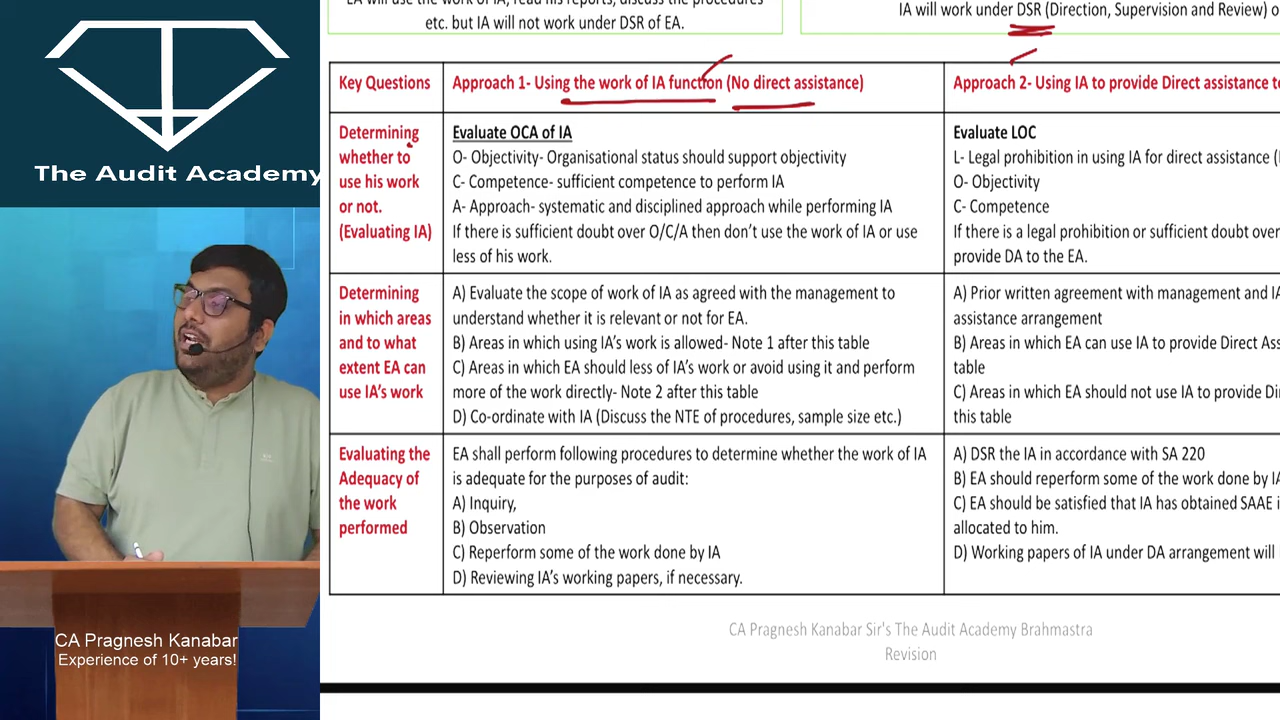 The Audit Academy
CA Pragnesh Kanabar
Experience of 10+ years!
EA will use the work of IA, read his reports, discuss the procedures
etc. but IA will not work under DSR of EA.
IA will work under DSR (Direction, Supervision and Review) o
Key Questions
Approach 1- Using the work of IA function (No direct assistance)
Approach 2- Using IA to provide Direct assistance to
Determining
whether to
use his work
or not.
(Evaluating IA)
Evaluate OCA of IA
O- Objectivity- Organisational status should support objectivity
C- Competence- sufficient competence to perform IA
A- Approach- systematic and disciplined approach while performing IA
If there is sufficient doubt over O/C/A then don't use the work of IA or use
less of his work.
Evaluate LOC
L- Legal prohibition in using IA for direct assistance (
O- Objectivity
C- Competence
If there is a legal prohibition or sufficient doubt over
provide DA to the EA.
Determining
in which areas
and to what
extent EA can
use IA's work
A) Evaluate the scope of work of IA as agreed with the management to
understand whether it is relevant or not for EA.
B) Areas in which using IA's work is allowed- Note 1 after this table
C) Areas in which EA should less of IA's work or avoid using it and perform
more of the work directly- Note 2 after this table
D) Co-ordinate with IA (Discuss the NTE of procedures, sample size etc.)
A) Prior written agreement with management and IA
assistance arrangement
B) Areas in which EA can use IA to provide Direct Ass
table
C) Areas in which EA should not use IA to provide Di
this table
Evaluating the
Adequacy of
the work
performed
EA shall perform following procedures to determine whether the work of IA
is adequate for the purposes of audit:
A) Inquiry,
B) Observation
C) Reperform some of the work done by IA
D) Reviewing IA's working papers, if necessary.
A) DSR the IA in accordance with SA 220
B) EA should reperform some of the work done by IA
C) EA should be satisfied that IA has obtained SAAE i
allocated to him.
D) Working papers of IA under DA arrangement will
CA Pragnesh Kanabar Sir's The Audit Academy Brahmastra
Revision